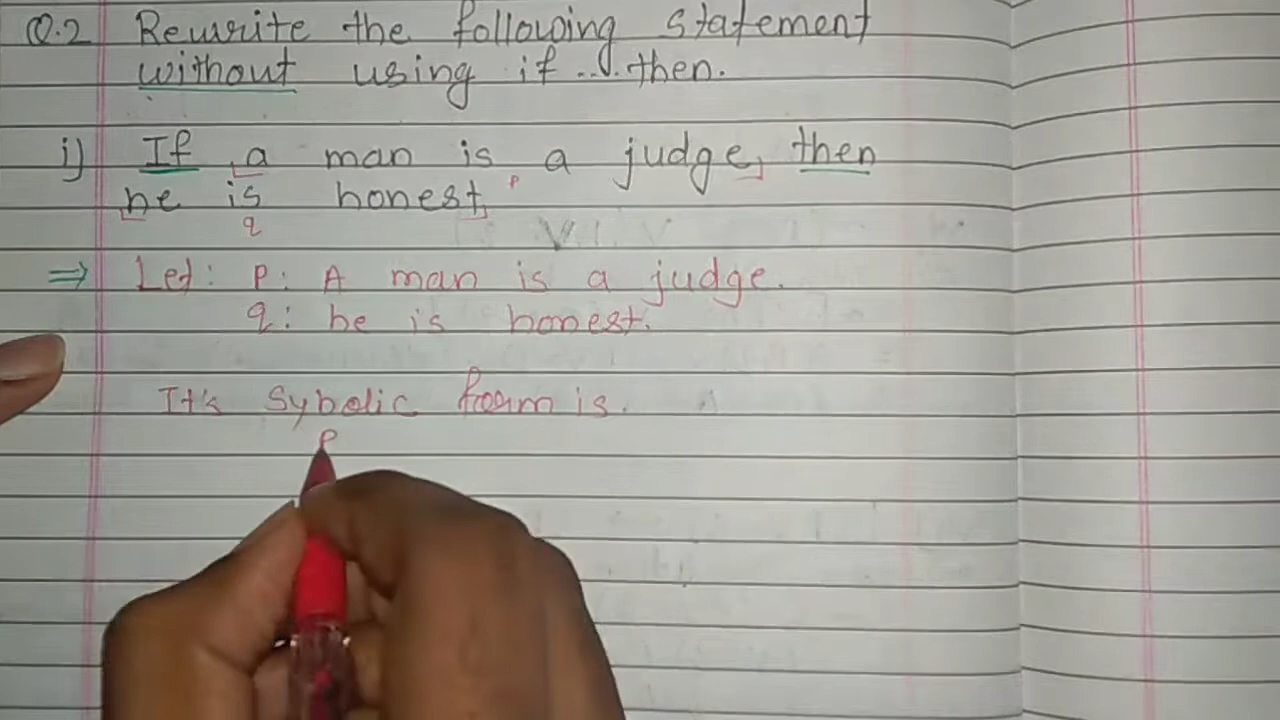 Q.2 Rewrite the following statement
without using if ... then.
i) If a man is a judge, then
he is honest.
p
q
⇒ Let: p: A man is a judge.
q: he is honest.
It's Sybolic form is.
P